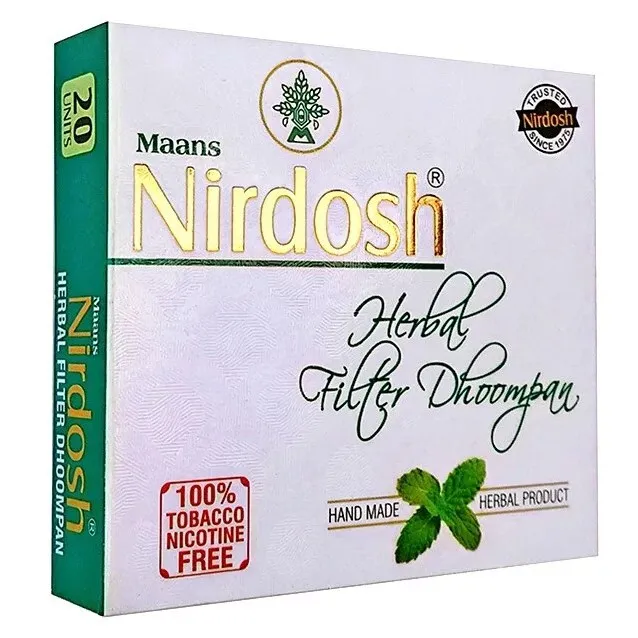 20
UNITS
Maans
Nirdosh®
HERBAL FILTER DHOOMPAN
Maans
Nirdosh®
TRUSTED
Nirdosh
SINCE 1975
Herbal
Filter Dhoompan
100%
TOBACCO
NICOTINE
FREE
HAND MADE
HERBAL PRODUCT